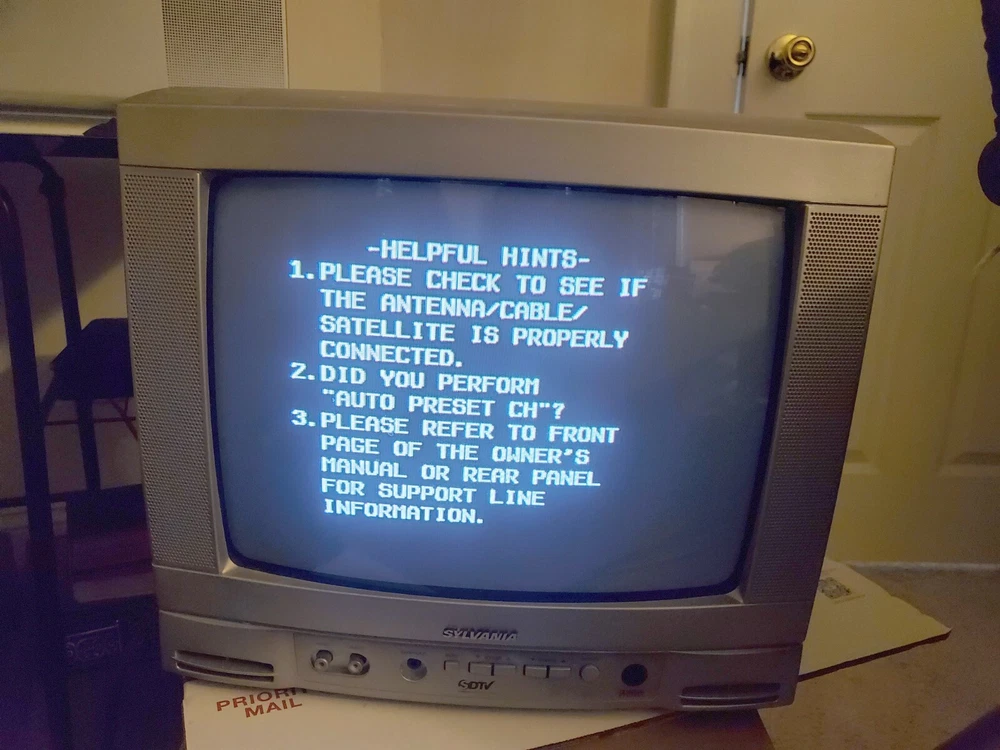 -HELPFUL HINTS-
1. PLEASE CHECK TO SEE IF
THE ANTENNA/CABLE/
SATELLITE IS PROPERLY
CONNECTED.
2. DID YOU PERFORM
"AUTO PRESET CH"?
3. PLEASE REFER TO FRONT
PAGE OF THE OWNER'S
MANUAL OR REAR PANEL
FOR SUPPORT LINE
INFORMATION.
SYLVANIA
SDTV
PRIORITY
MAIL